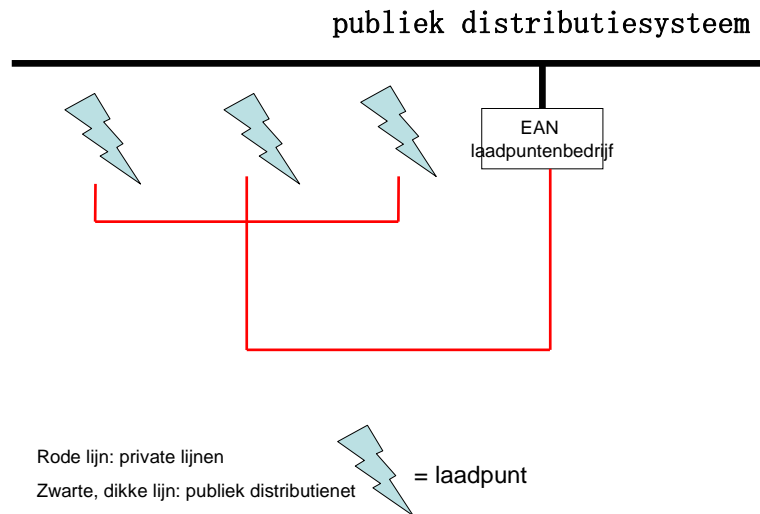 publiek distributiesysteem
EAN
laadpuntenbedrijf
Rode lijn: private lijnen
Zwarte, dikke lijn: publiek distributienet
= laadpunt